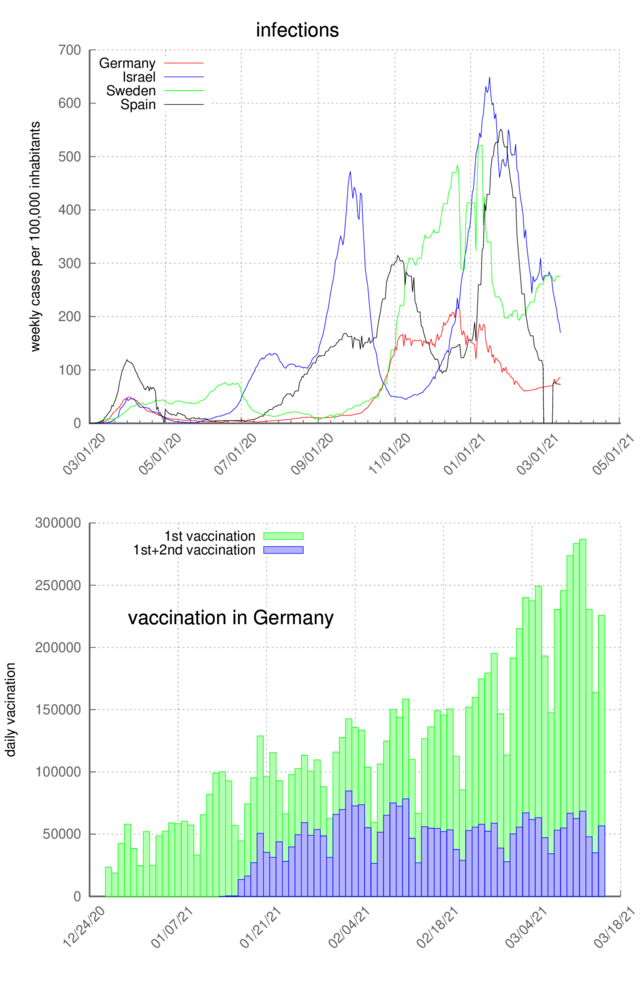 infections
700
600
500
400
300
200
100
0
weekly cases per 100,000 inhabitants
Germany
Israel
Sweden
Spain
03/01/20 05/01/20 07/01/20 09/01/20 11/01/20 01/01/21 03/01/21 05/01/21
300000
250000
200000
150000
100000
50000
0
daily vacination
1st vaccination
1st+2nd vaccination
vaccination in Germany
12/24/20 01/07/21 01/21/21 02/04/21 02/18/21 03/04/21 03/18/21